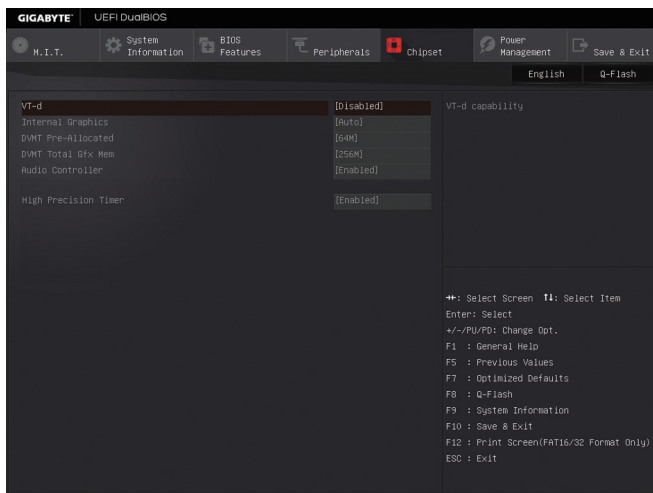 GIGABYTE™ UEFI DualBIOS
M.I.T.
System
Information
BIOS
Features
Peripherals
Chipset
Power
Management
Save & Exit
English Q-Flash
VT-d [Disabled]
Internal Graphics [Auto]
DVMT Pre-Allocated [64M]
DVMT Total Gfx Mem [256M]
Audio Controller [Enabled]
High Precision Timer [Enabled]
VT-d capability
→←: Select Screen ↑↓: Select Item
Enter: Select
+/-/PU/PD: Change Opt.
F1 : General Help
F5 : Previous Values
F7 : Optimized Defaults
F8 : Q-Flash
F9 : System Information
F10 : Save & Exit
F12 : Print Screen(FAT16/32 Format Only)
ESC : Exit